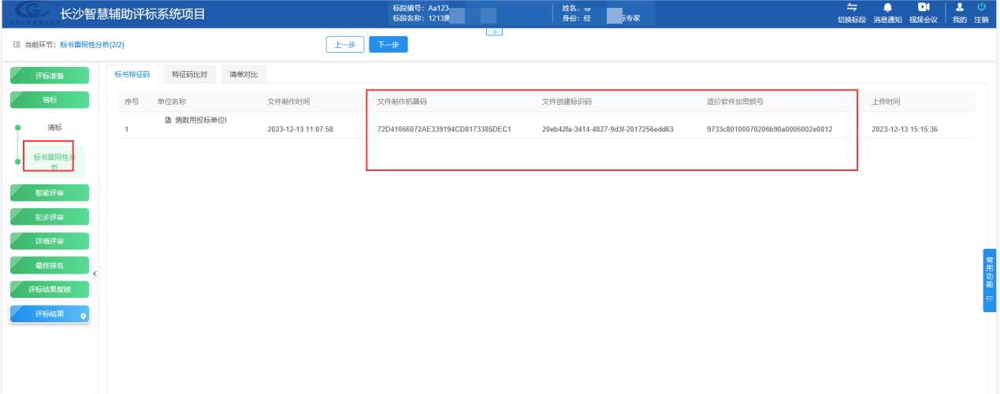 长沙智慧辅助评标系统项目
标段编号：Aa123
标段名称：1213测
姓名：
身份：经 标专家
切换标段 消息通知 视频会议 我的 注销
当前环节：标书雷同性分析(2/2)
上一步 下一步
评标准备
清标
清标
标书雷同性分
析
智能评审
初步评审
详细评审
最终排名
评标结果复核
评标结果
标书特征码 特征码比对 清单对比
序号 单位名称 文件制作时间 文件制作机器码 文件创建标识码 造价软件加密锁号 上传时间
1 测数用投标单位I 2023-12-13 11:07:58 72D41066072AE339194CD8173385DEC1 20eb42fa-3414-4827-9d3f-2017256edd63 9733c80100070206b90a0006002e0012 2023-12-13 15:15:36
常用功能